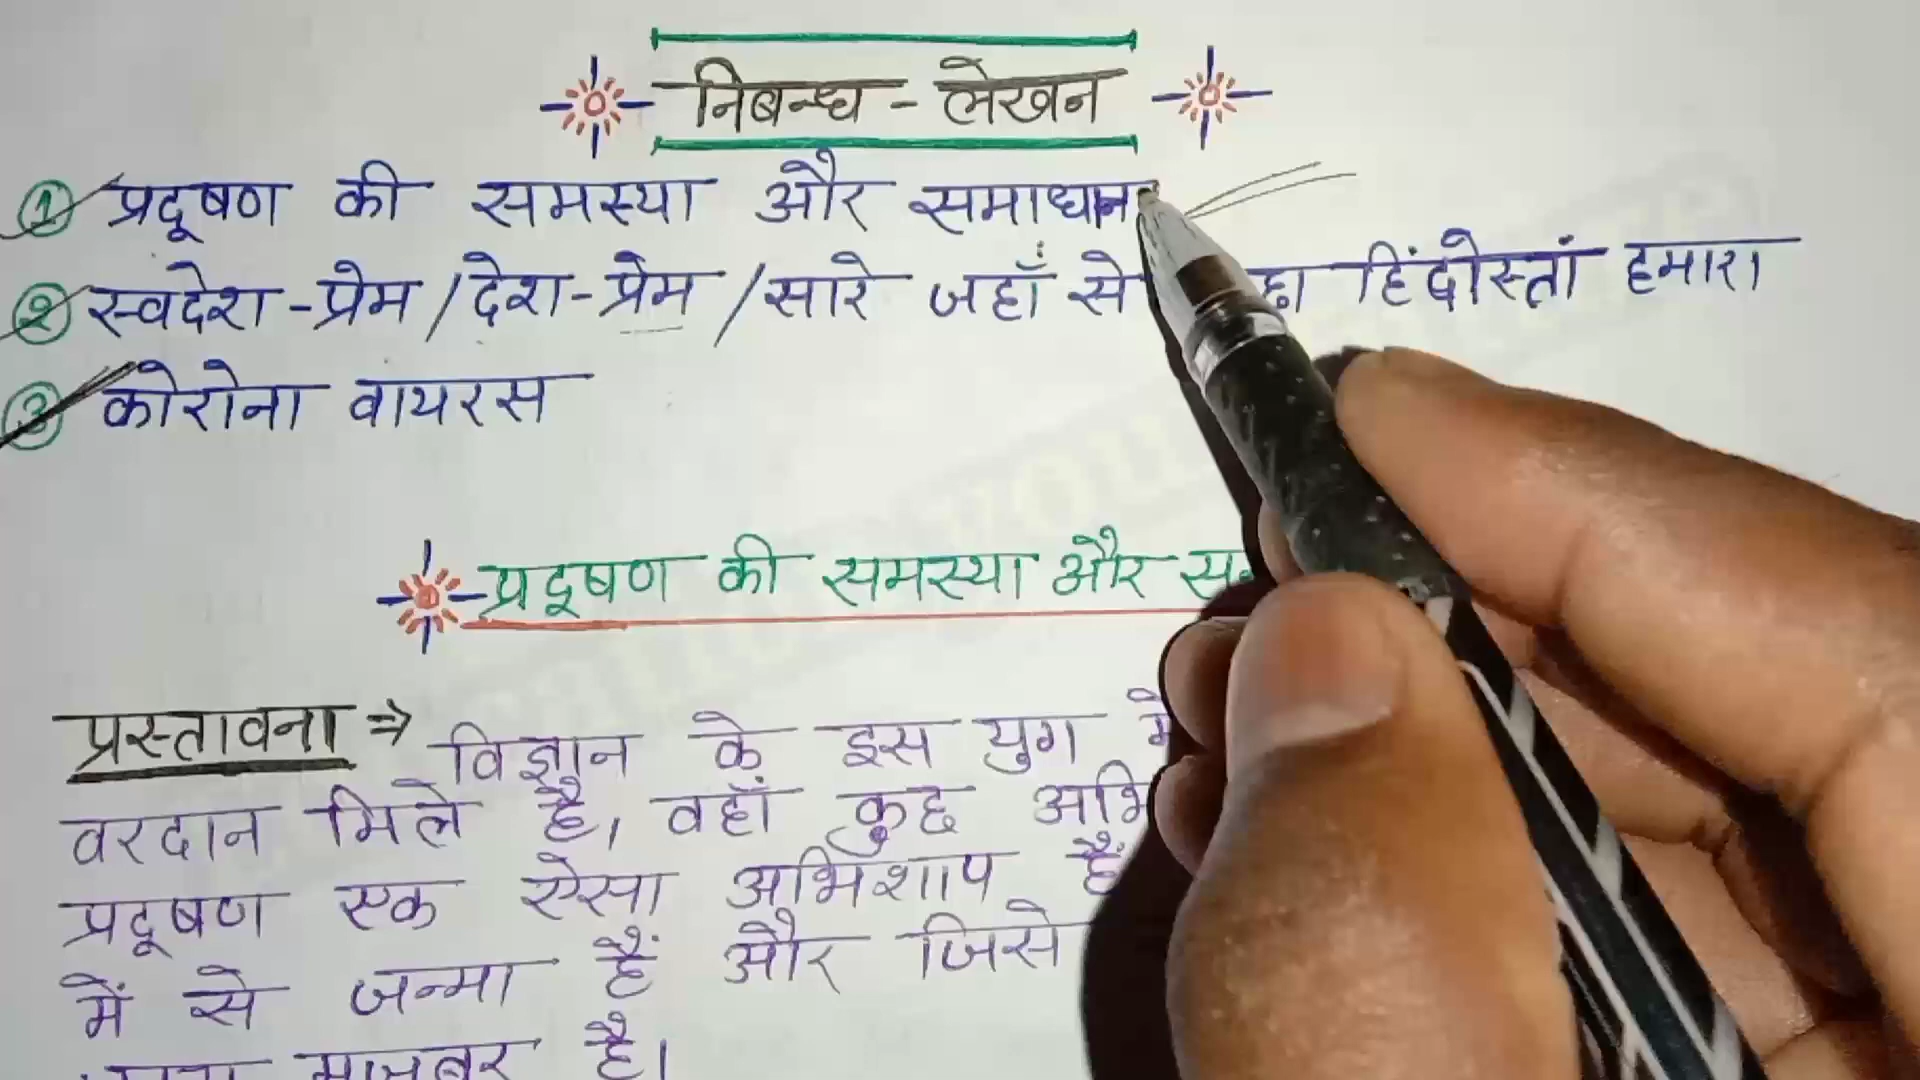 निबन्ध - लेखन
① प्रदूषण की समस्या और समाधान
② स्वदेश-प्रेम/देश-प्रेम/सारे जहाँ से हिंदोस्तां हमारा
③ कोरोना वायरस
प्रदूषण की समस्या और
प्रस्तावना ⇒ विज्ञान के इस युग
वरदान मिले है, वहाँ कुछ
प्रदूषण एक ऐसा अभिशाप हैं
में से जन्मा हैं और जिसे
है।